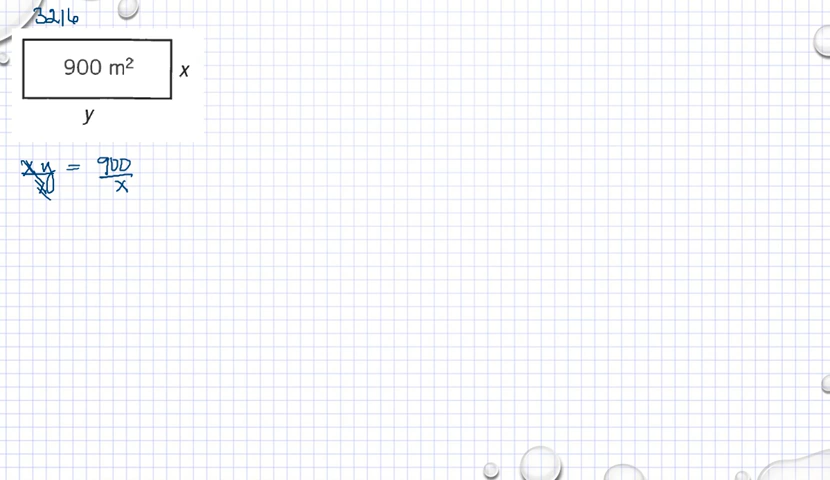 3216
900 m²
x
y
xy/x = 900/x